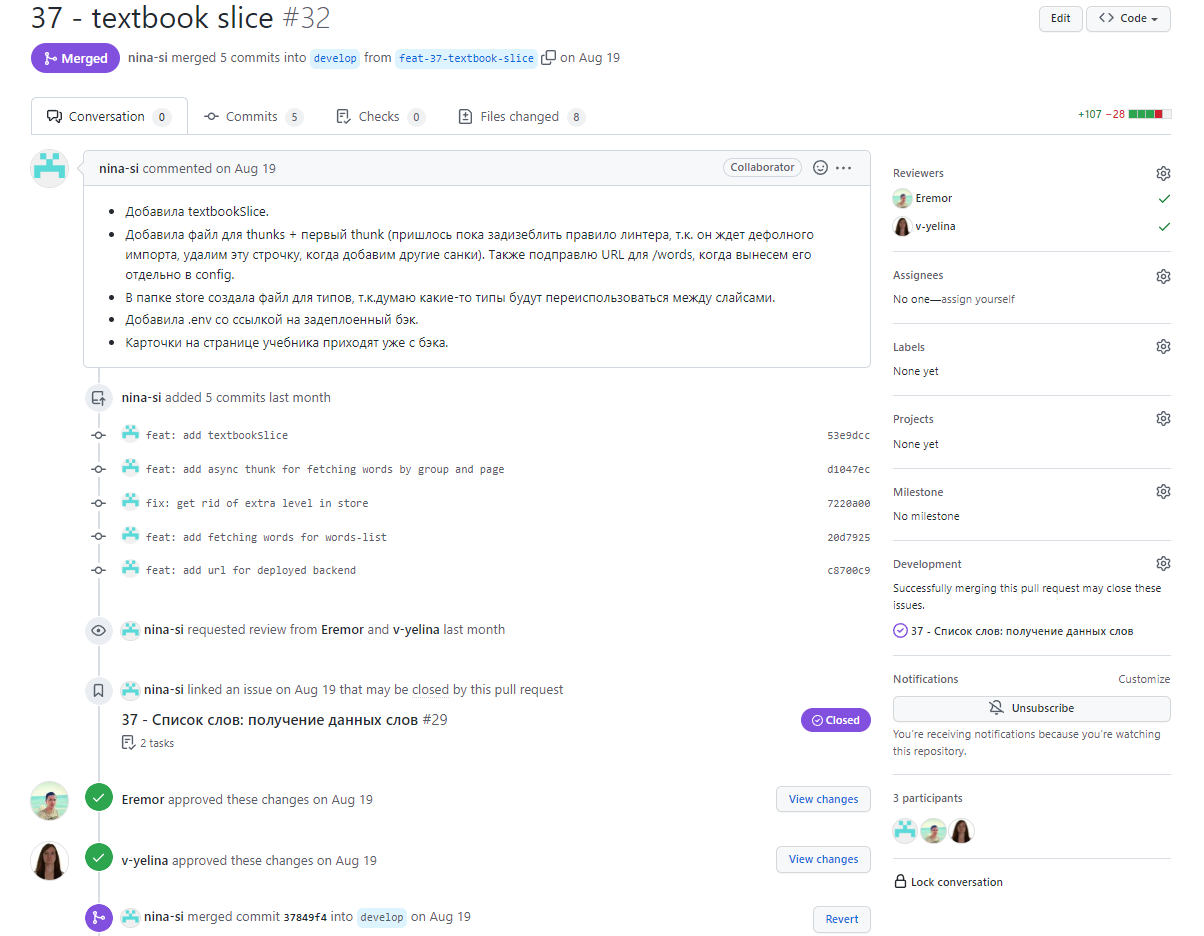 37 - textbook slice #32
Edit
Code
Merged
nina-si merged 5 commits into develop from feat-37-textbook-slice on Aug 19
Conversation 0
Commits 5
Checks 0
Files changed 8
+107 −28
nina-si commented on Aug 19
Collaborator
Добавила textbookSlice.
Добавила файл для thunks + первый thunk (пришлось пока задизеблить правило линтера, т.к. он ждет дефолного
импорта, удалим эту строчку, когда добавим другие санки). Также подправлю URL для /words, когда вынесем его
отдельно в config.
В папке store создала файл для типов, т.к.думаю какие-то типы будут переиспользоваться между слайсами.
Добавила .env со ссылкой на задеплоенный бэк.
Карточки на странице учебника приходят уже с бэка.
nina-si added 5 commits last month
feat: add textbookSlice 53e9dcc
feat: add async thunk for fetching words by group and page d1047ec
fix: get rid of extra level in store 7220a00
feat: add fetching words for words-list 20d7925
feat: add url for deployed backend c8700c9
nina-si requested review from Eremor and v-yelina last month
nina-si linked an issue on Aug 19 that may be closed by this pull request
37 - Список слов: получение данных слов #29
Closed
2 tasks
Eremor approved these changes on Aug 19
View changes
v-yelina approved these changes on Aug 19
View changes
nina-si merged commit 37849f4 into develop on Aug 19
Revert
Reviewers
Eremor
v-yelina
Assignees
No one—assign yourself
Labels
None yet
Projects
None yet
Milestone
No milestone
Development
Successfully merging this pull request may close these
issues.
37 - Список слов: получение данных слов
Notifications
Customize
Unsubscribe
You're receiving notifications because you're watching
this repository.
3 participants
Lock conversation